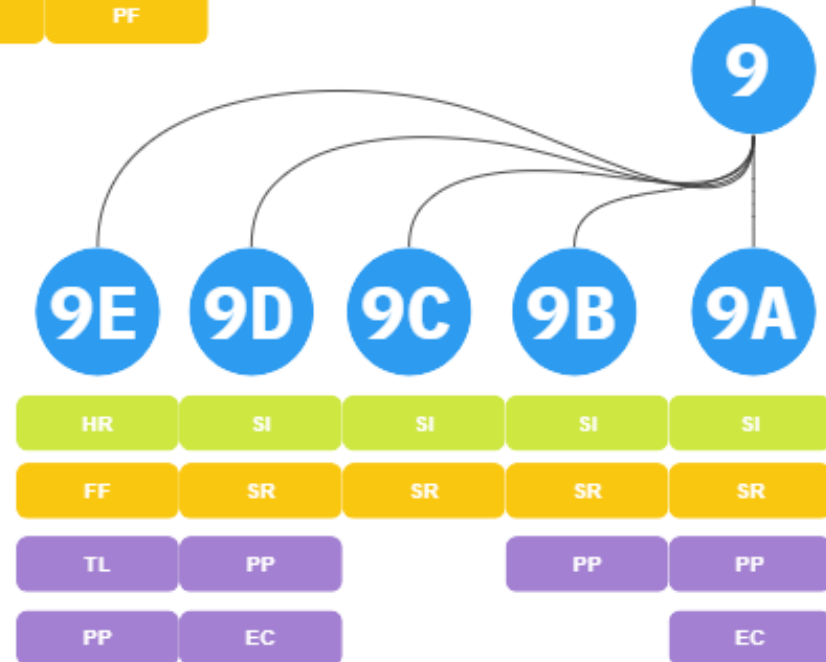 PF
9
9E 9D 9C 9B 9A
HR SI SI SI SI
FF SR SR SR SR
TL PP PP PP
PP EC EC